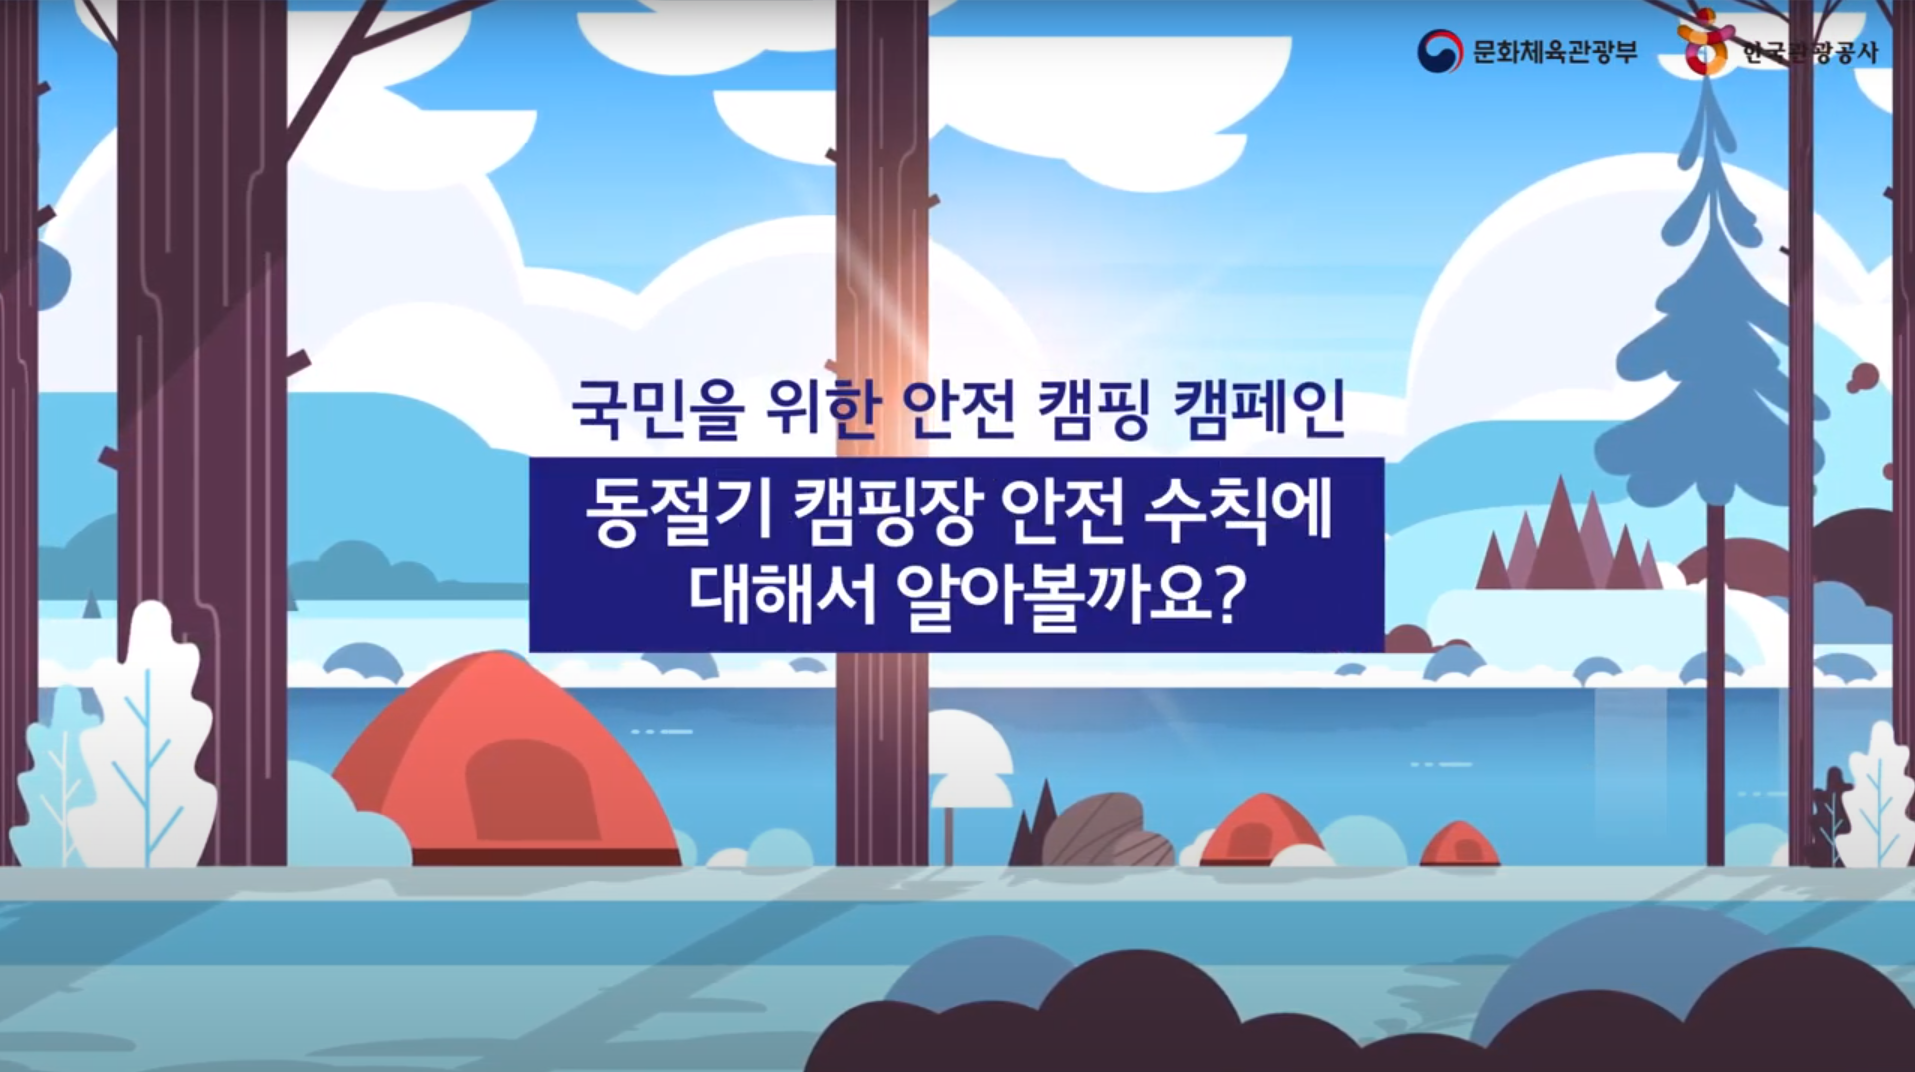 문화체육관광부 한국관광공사
국민을 위한 안전 캠핑 캠페인
동절기 캠핑장 안전 수칙에
대해서 알아볼까요?